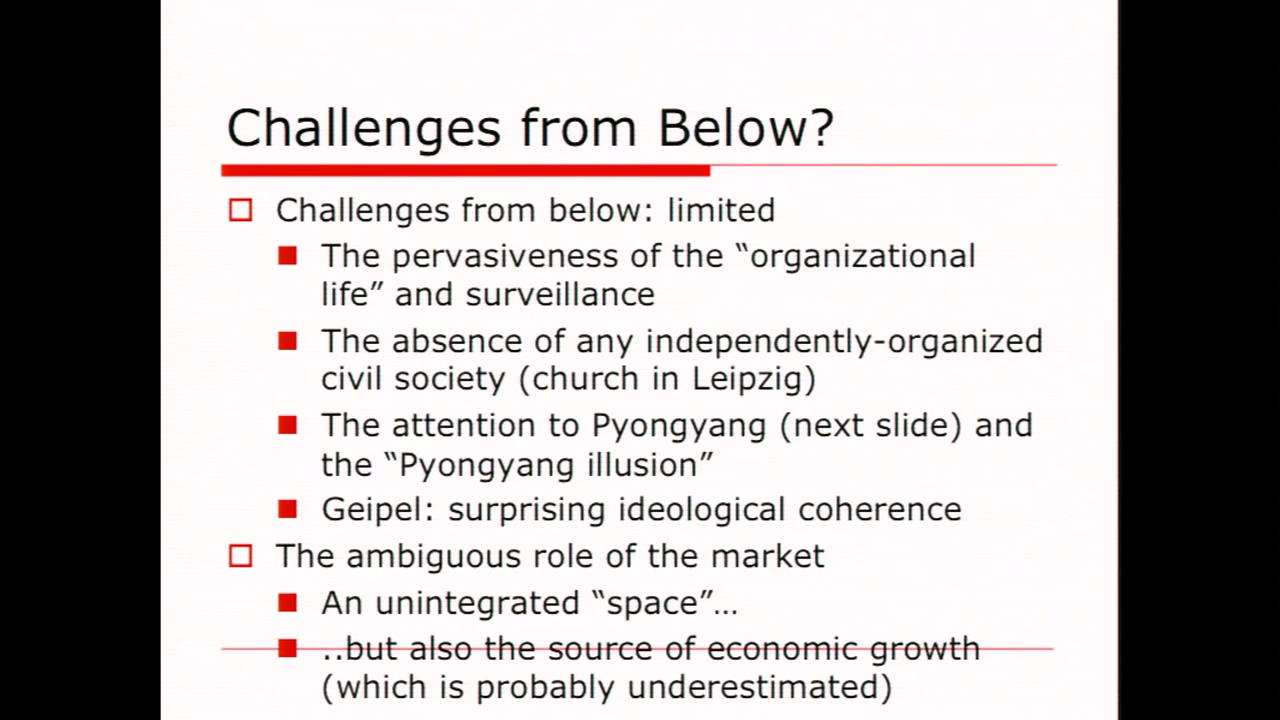 Challenges from Below?
Challenges from below: limited
The pervasiveness of the “organizational
life” and surveillance
The absence of any independently-organized
civil society (church in Leipzig)
The attention to Pyongyang (next slide) and
the “Pyongyang illusion”
Geipel: surprising ideological coherence
The ambiguous role of the market
An unintegrated “space”…
..but also the source of economic growth
(which is probably underestimated)